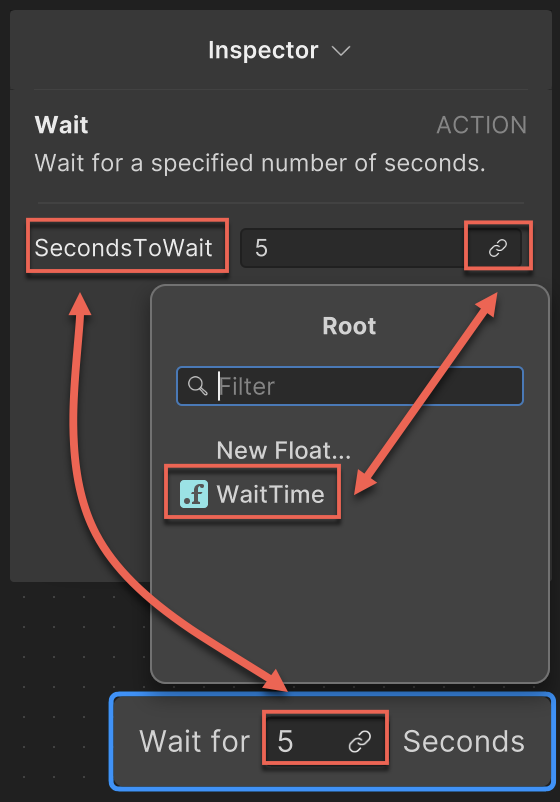 Inspector
Wait ACTION
Wait for a specified number of seconds.
SecondsToWait 5
Root
Filter
New Float...
.f WaitTime
Wait for 5 Seconds